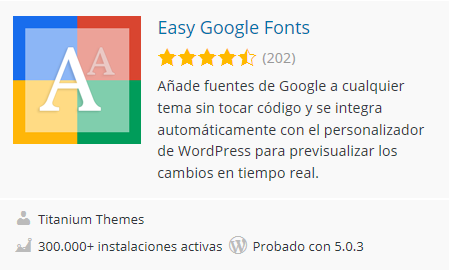 A A
Easy Google Fonts
(202)
Añade fuentes de Google a cualquier
tema sin tocar código y se integra
automáticamente con el personalizador
de WordPress para previsualizar los
cambios en tiempo real.
Titanium Themes
300.000+ instalaciones activas
Probado con 5.0.3